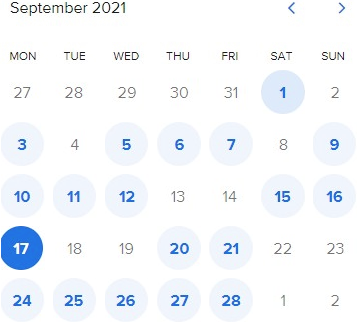 September 2021
MON TUE WED THU FRI SAT SUN
27 28 29 30 31 1 2
3 4 5 6 7 8 9
10 11 12 13 14 15 16
17 18 19 20 21 22 23
24 25 26 27 28 1 2